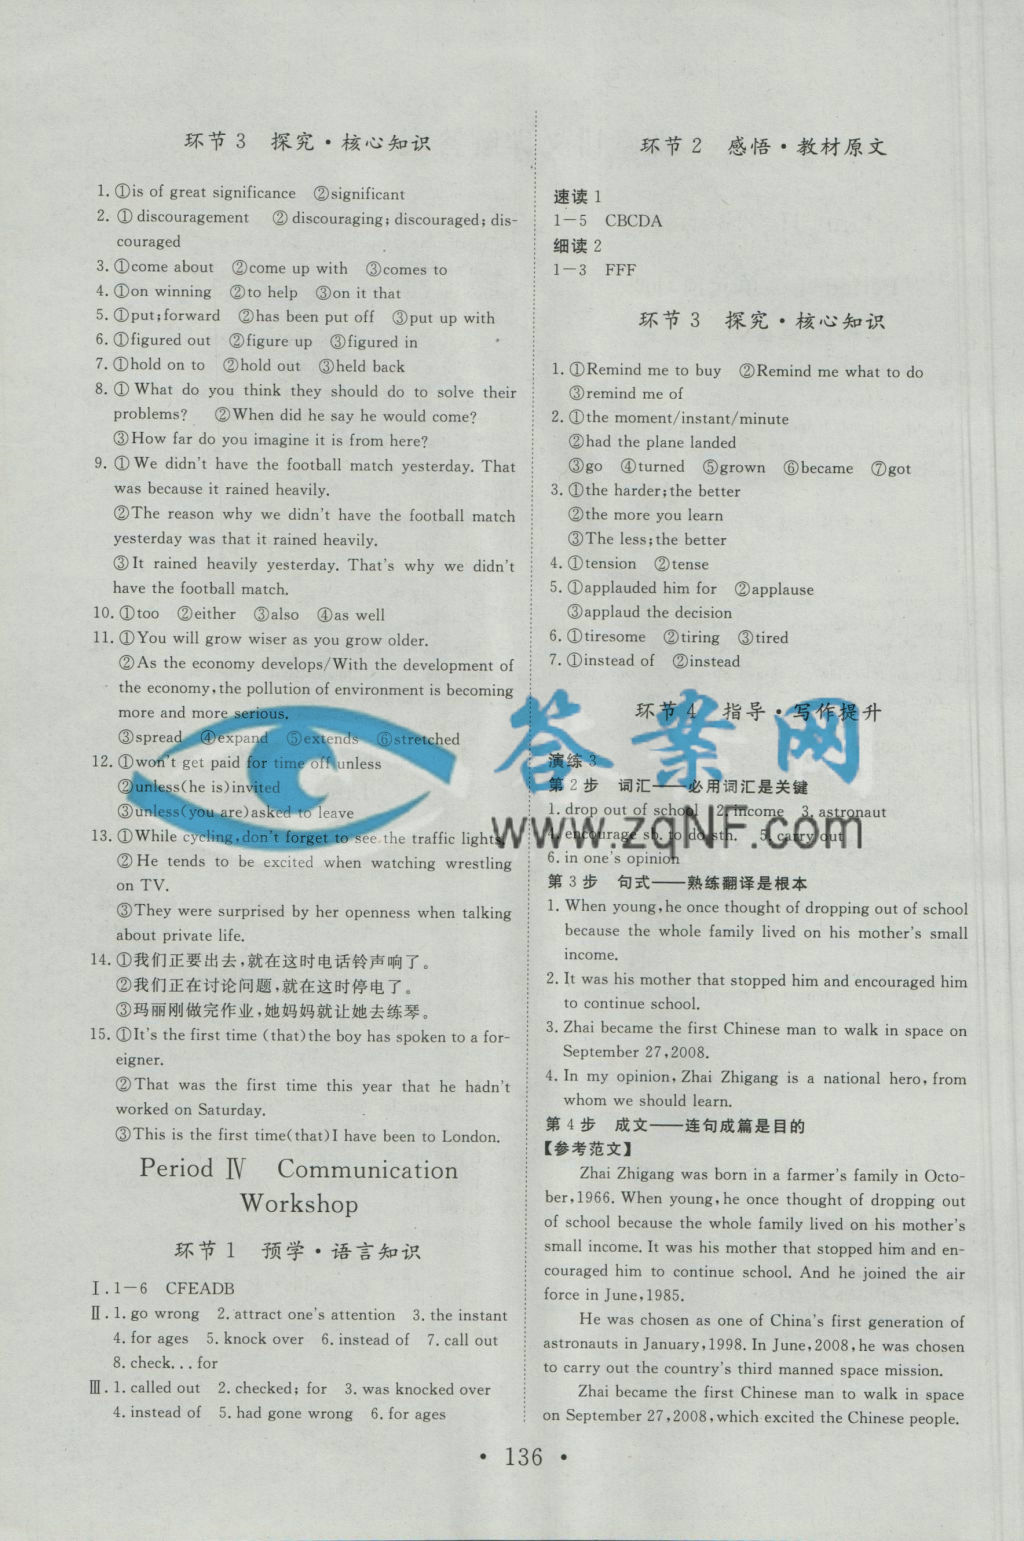 环节 3 探究·核心知识
1. ①is of great significance ②significant
2. ① discouragement ② discouraging; discouraged; dis-
couraged
3. ①come about ②come up with ③comes to
4. ①on winning ②to help ③on it that
5. ①put;forward ②has been put off ③put up with
6. ①figured out ②figure up ③figured in
7. ①hold on to ②hold out ③held back
8. ① What do you think they should do to solve their
problems? ②When did he say he would come?
③How far do you imagine it is from here?
9. ①We didn't have the football match yesterday. That
was because it rained heavily.
②The reason why we didn't have the football match
yesterday was that it rained heavily.
③It rained heavily yesterday. That's why we didn't
have the football match.
10. ①too ②either ③also ④as well
11. ①You will grow wiser as you grow older.
②As the economy develops/With the development of
the economy,the pollution of environment is becoming
more and more serious.
③spread ④expand ⑤extends ⑥stretched
12. ①won't get paid for time off unless
②unless(he is)invited
③unless(you are)asked to leave
13. ①While cycling,don't forget to see the traffic lights.
②He tends to be excited when watching wrestling
on TV.
③They were surprised by her openness when talking
about private life.
14. ①我们正要出去,就在这时电话铃声响了。
②我们正在讨论问题,就在这时停电了。
③玛丽刚做完作业,她妈妈就让她去练琴。
15. ①It's the first time (that)the boy has spoken to a for-
eigner.
②That was the first time this year that he hadn't
worked on Saturday.
③This is the first time(that)I have been to London.
Period Ⅳ Communication
Workshop
环节 1 预学·语言知识
Ⅰ. 1-6 CFEADB
Ⅱ. 1. go wrong 2. attract one's attention 3. the instant
4. for ages 5. knock over 6. instead of 7. call out
8. check...for
Ⅲ. 1. called out 2. checked; for 3. was knocked over
4. instead of 5. had gone wrong 6. for ages
环节 2 感悟·教材原文
速读 1
1-5 CBCDA
细读 2
1-3 FFF
环节 3 探究·核心知识
1. ①Remind me to buy ②Remind me what to do
③remind me of
2. ①the moment/instant/minute
②had the plane landed
③go ④turned ⑤grown ⑥became ⑦got
3. ①the harder;the better
②the more you learn
③The less;the better
4. ①tension ②tense
5. ①applauded him for ②applause
③applaud the decision
6. ①tiresome ②tiring ③tired
7. ①instead of ②instead
环节 4 指导·写作提升
演练 3
第 2 步 词汇——必用词汇是关键
1. drop out of school 2. income 3. astronaut
4. encourage sb. to do sth. 5. carry out
6. in one's opinion
第 3 步 句式——熟练翻译是根本
1. When young,he once thought of dropping out of school
because the whole family lived on his mother's small
income.
2. It was his mother that stopped him and encouraged him
to continue school.
3. Zhai became the first Chinese man to walk in space on
September 27,2008.
4. In my opinion,Zhai Zhigang is a national hero,from
whom we should learn.
第 4 步 成文——连句成篇是目的
【参考范文】
Zhai Zhigang was born in a farmer's family in Octo-
ber,1966. When young,he once thought of dropping out
of school because the whole family lived on his mother's
small income. It was his mother that stopped him and en-
couraged him to continue school. And he joined the air
force in June,1985.
He was chosen as one of China's first generation of
astronauts in January,1998. In June,2008,he was chosen
to carry out the country's third manned space mission.
Zhai became the first Chinese man to walk in space
on September 27,2008,which excited the Chinese people.
答案网
www.zqNF.com
· 136 ·